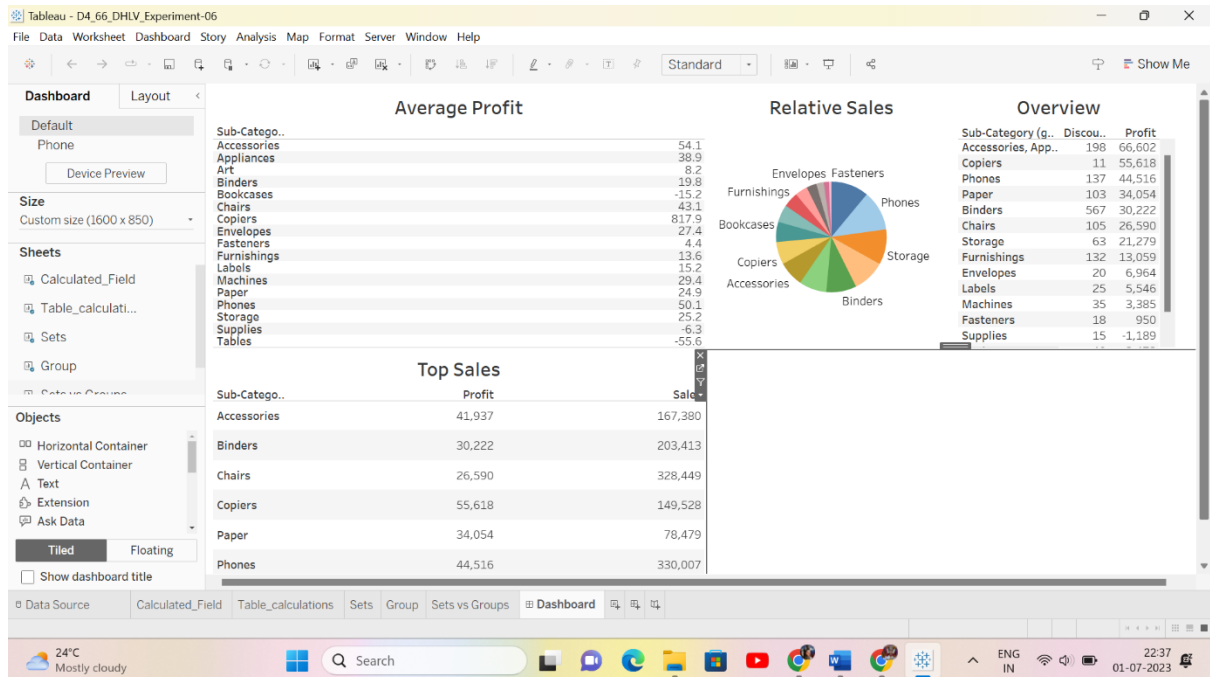 Tableau - D4_66_DHLV_Experiment-06
File Data Worksheet Dashboard Story Analysis Map Format Server Window Help
Standard
Show Me
Dashboard Layout
Default
Phone
Device Preview
Size
Custom size (1600 x 850)
Sheets
Calculated_Field
Table_calculati...
Sets
Group
Sets vs Groups
Objects
Horizontal Container
Vertical Container
A Text
Extension
Ask Data
Tiled Floating
Show dashboard title
Average Profit
Sub-Catego..
Accessories 54.1
Appliances 38.9
Art 8.2
Binders 19.8
Bookcases -15.2
Chairs 43.1
Copiers 817.9
Envelopes 27.4
Fasteners 4.4
Furnishings 13.6
Labels 15.2
Machines 29.4
Paper 24.9
Phones 50.1
Storage 25.2
Supplies -6.3
Tables -55.6
Relative Sales
Envelopes Fasteners
Furnishings
Phones
Bookcases
Storage
Copiers
Accessories
Binders
Overview
Sub-Category (g.. Discou.. Profit
Accessories, App.. 198 66,602
Copiers 11 55,618
Phones 137 44,516
Paper 103 34,054
Binders 567 30,222
Chairs 105 26,590
Storage 63 21,279
Furnishings 132 13,059
Envelopes 20 6,964
Labels 25 5,546
Machines 35 3,385
Fasteners 18 950
Supplies 15 -1,189
Top Sales
Sub-Catego.. Profit Sale
Accessories 41,937 167,380
Binders 30,222 203,413
Chairs 26,590 328,449
Copiers 55,618 149,528
Paper 34,054 78,479
Phones 44,516 330,007
Data Source Calculated_Field Table_calculations Sets Group Sets vs Groups Dashboard
24°C
Mostly cloudy
Search
ENG
IN
22:37
01-07-2023